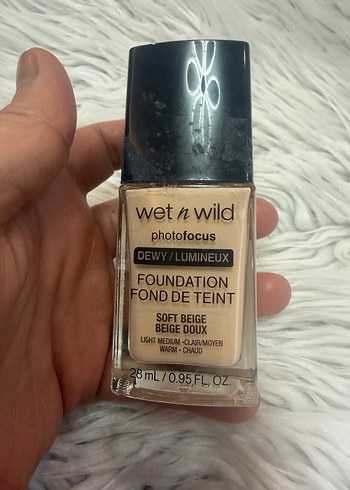 wet n wild
photofocus
DEWY / LUMINEUX
FOUNDATION
FOND DE TEINT
SOFT BEIGE
BEIGE DOUX
LIGHT MEDIUM •CLAIR/MOYEN
WARM • CHAUD
28 mL / 0.95 FL. OZ.